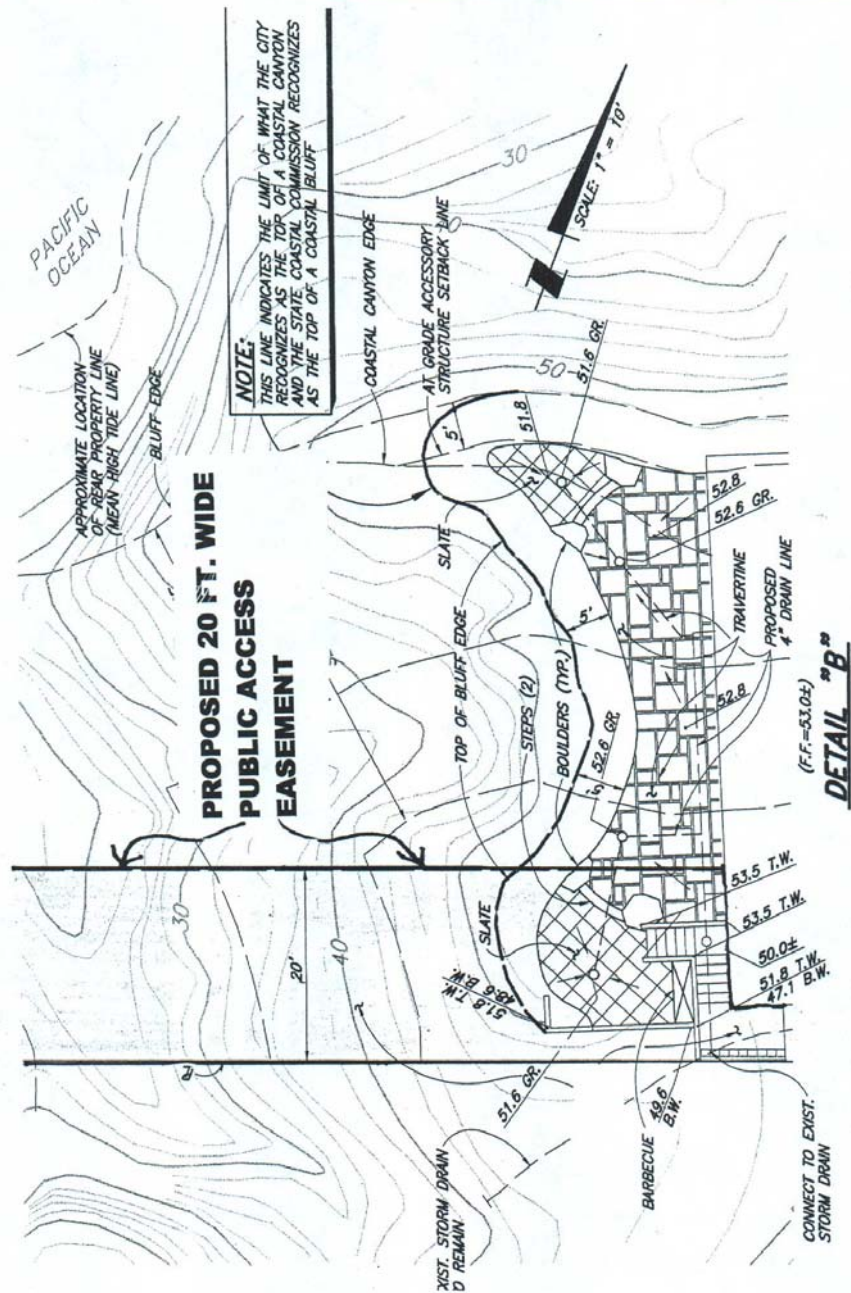 PACIFIC
OCEAN
APPROXIMATE LOCATION
OF REAR PROPERTY LINE
(MEAN HIGH TIDE LINE)
BLUFF EDGE
NOTE:
THIS LINE INDICATES THE LIMIT OF WHAT THE CITY
RECOGNIZES AS THE TOP OF A COASTAL CANYON
AND THE STATE COASTAL COMMISSION RECOGNIZES
AS THE TOP OF A COASTAL BLUFF
30
SCALE: 1" = 10'
COASTAL CANYON EDGE
AT GRADE ACCESSORY
STRUCTURE SETBACK LINE
50
51.6 GR.
PROPOSED 20 FT. WIDE
PUBLIC ACCESS
EASEMENT
5'
51.8
SLATE
TOP OF BLUFF EDGE
STEPS (2)
BOULDERS (TYP.)
5'
52.6 GR.
5'
52.8
52.6 GR.
TRAVERTINE
PROPOSED
4" DRAIN LINE
52.8
30
20'
40
SLATE
51.8 T.W.
48.6 B.W.
53.5 T.W.
53.5 T.W.
50.0±
51.8 T.W.
47.1 B.W.
(F.F.=53.0±)
DETAIL "B"
51.6 GR.
BARBECUE
49.6
B.W.
XIST. STORM DRAIN
O REMAIN
CONNECT TO EXIST.
STORM DRAIN